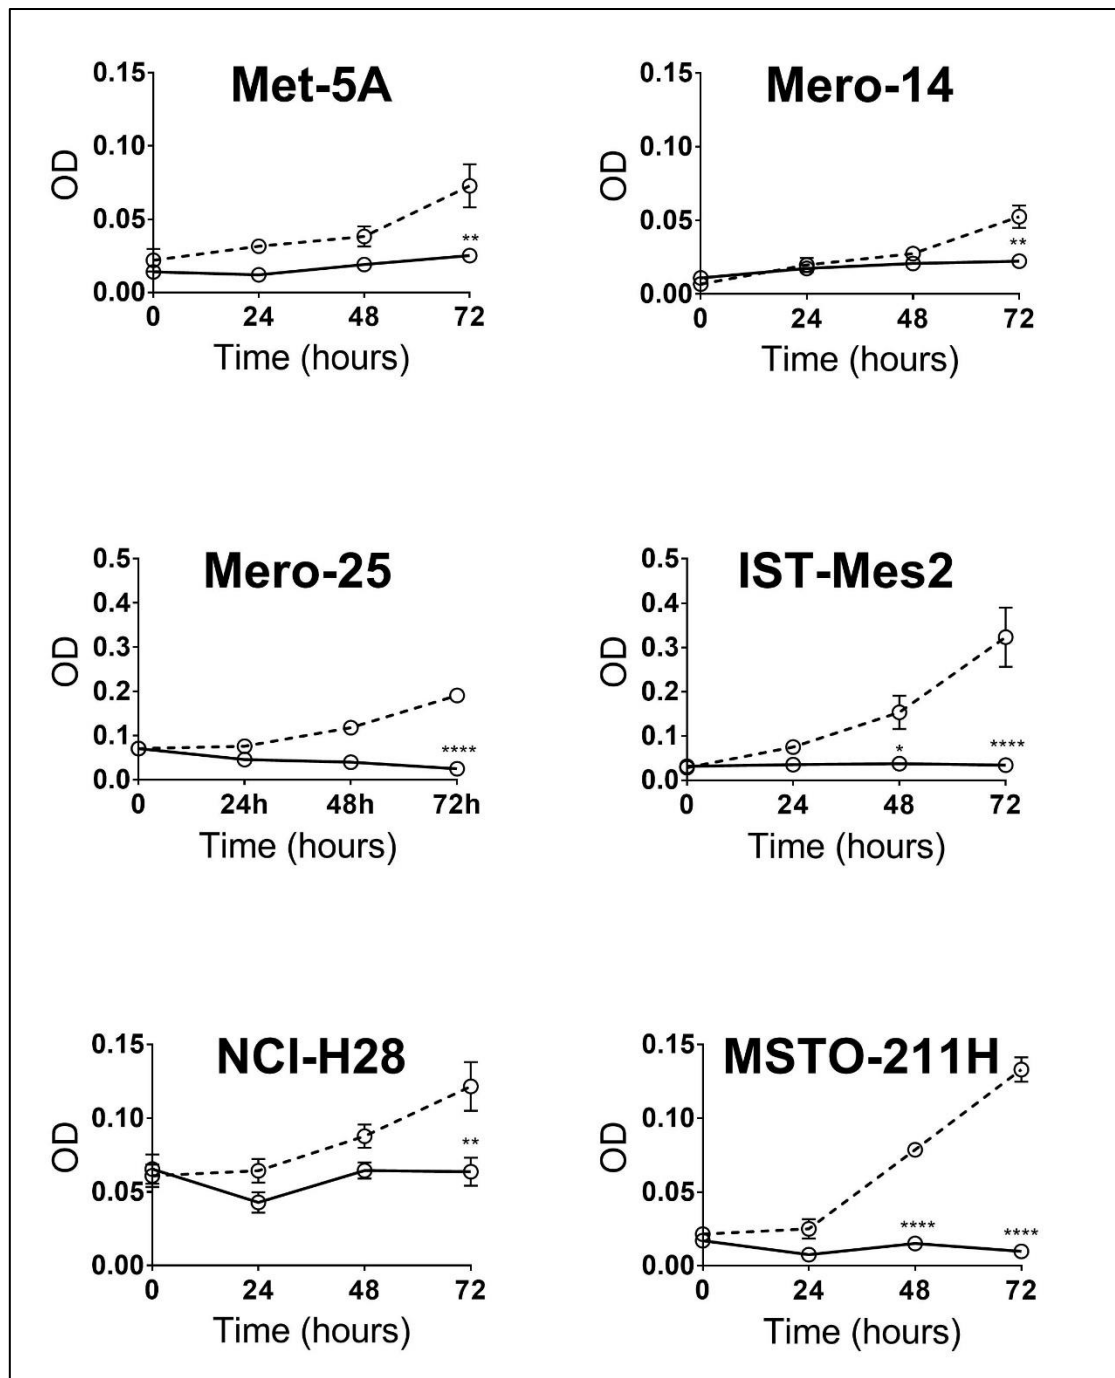 Met-5A
0.15
0.10
0.05
0.00
OD
**
0 24 48 72
Time (hours)
Mero-14
0.15
0.10
0.05
0.00
OD
**
0 24 48 72
Time (hours)
Mero-25
0.5
0.4
0.3
0.2
0.1
0.0
OD
****
0 24h 48h 72h
Time (hours)
IST-Mes2
0.5
0.4
0.3
0.2
0.1
0.0
OD
* ****
0 24 48 72
Time (hours)
NCI-H28
0.15
0.10
0.05
0.00
OD
**
0 24 48 72
Time (hours)
MSTO-211H
0.15
0.10
0.05
0.00
OD
**** ****
0 24 48 72
Time (hours)